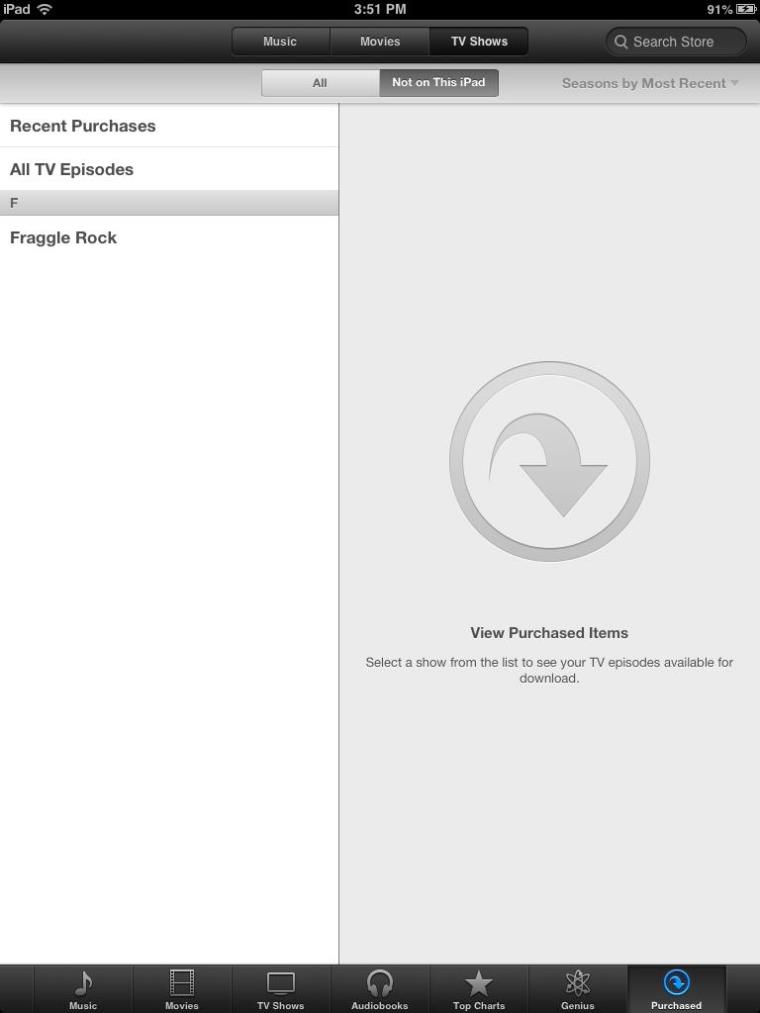 iPad 3:51 PM 91%
Music Movies TV Shows Search Store
All Not on This iPad Seasons by Most Recent
Recent Purchases
All TV Episodes
F
Fraggle Rock
View Purchased Items
Select a show from the list to see your TV episodes available for
download.
Music Movies TV Shows Audiobooks Top Charts Genius Purchased